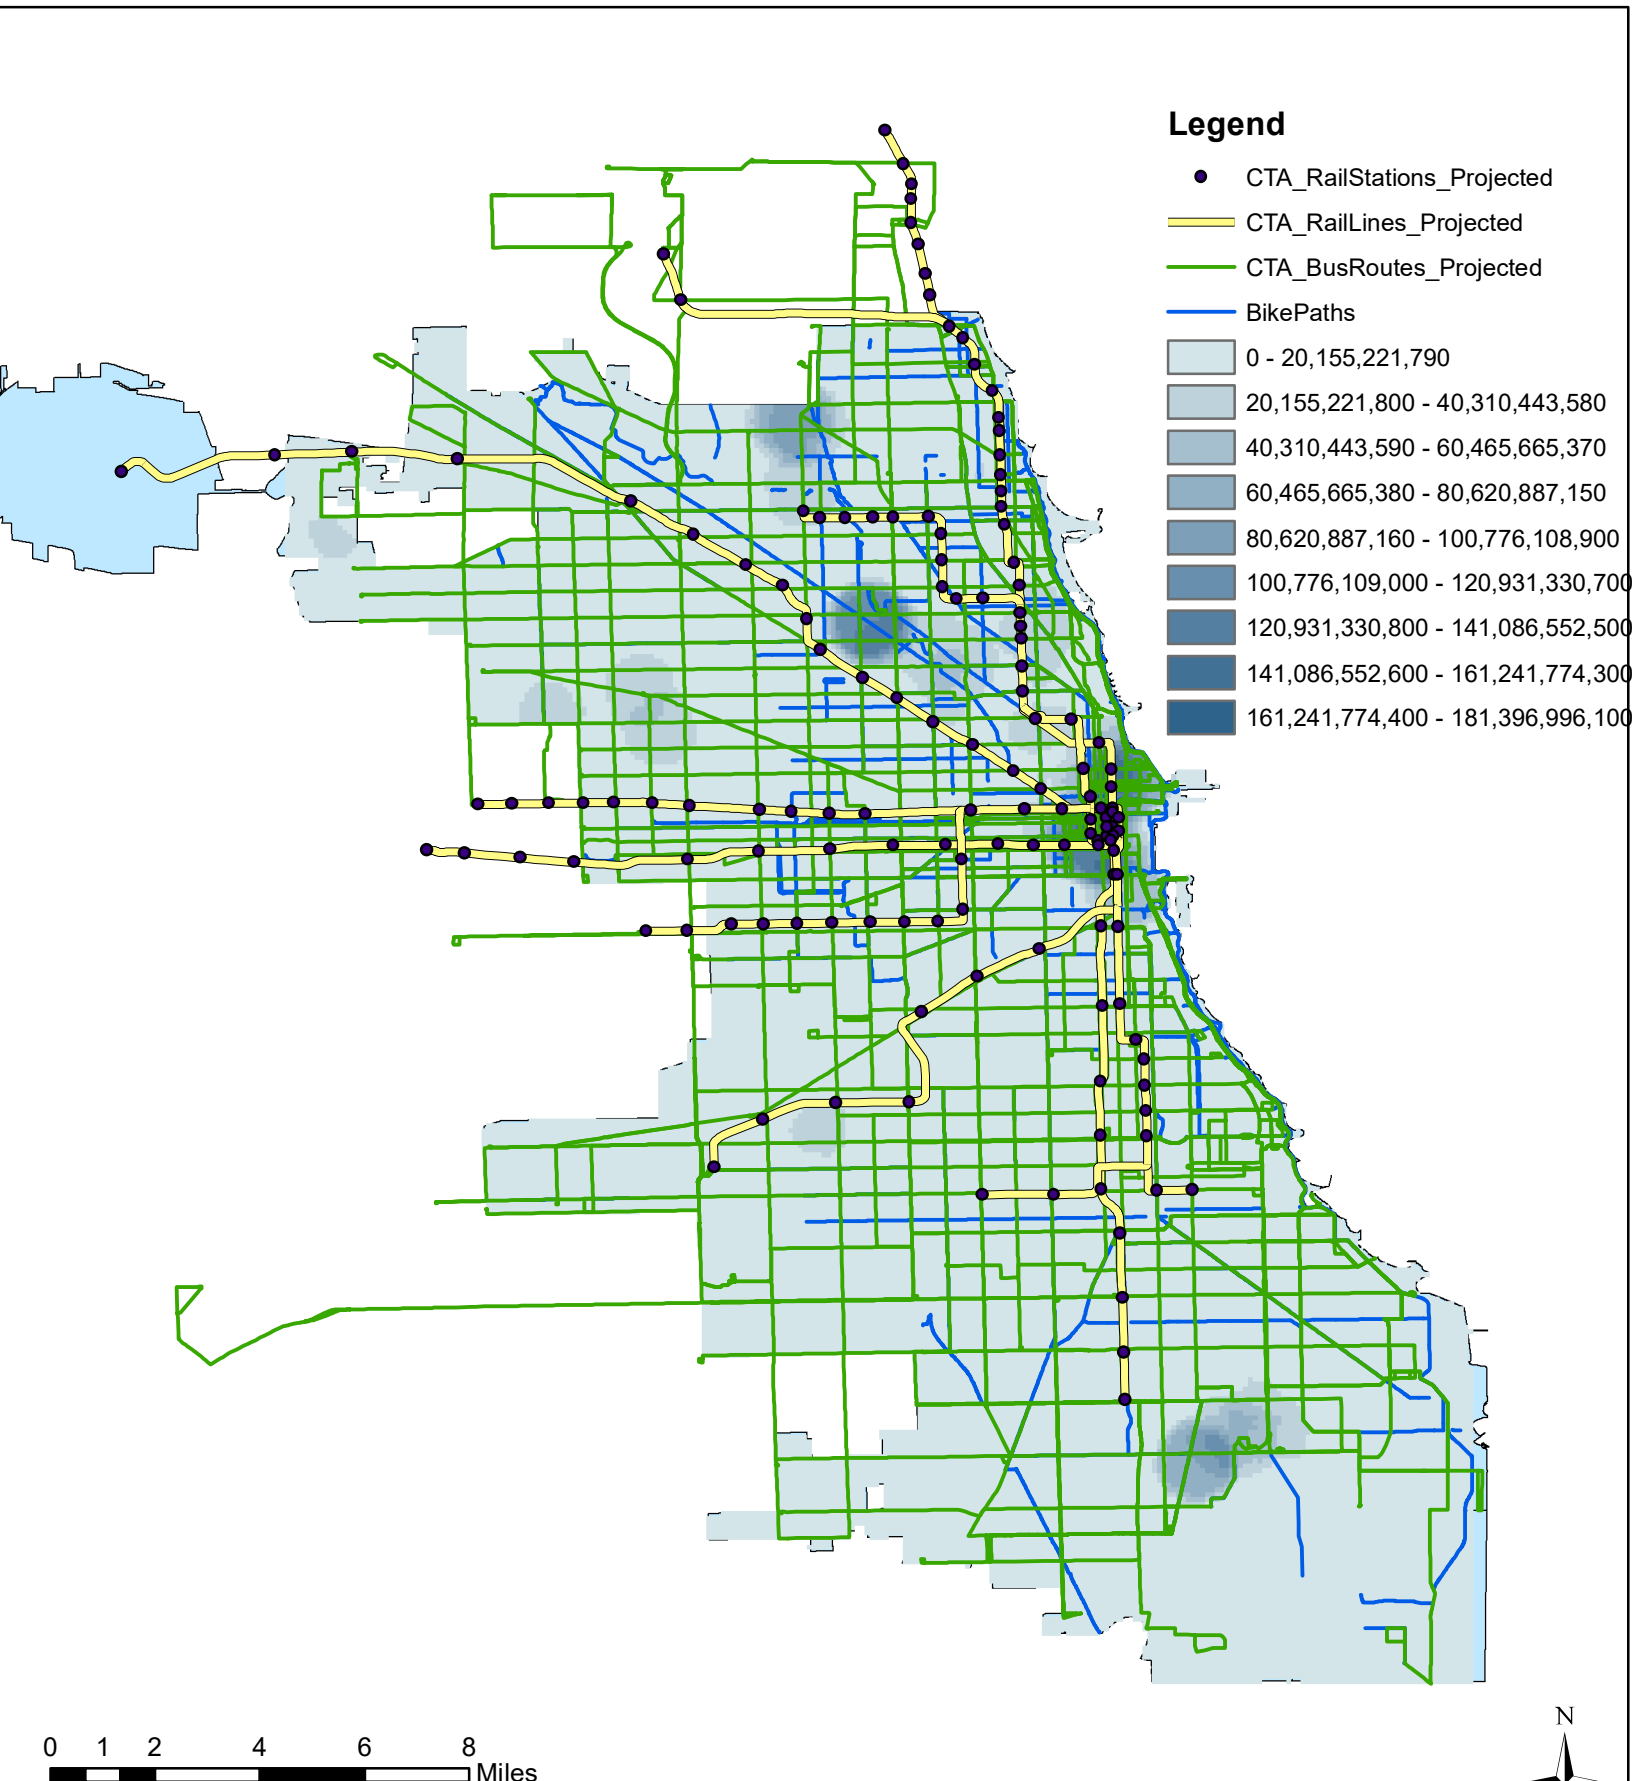 Legend
CTA_RailStations_Projected
CTA_RailLines_Projected
CTA_BusRoutes_Projected
BikePaths
0 - 20,155,221,790
20,155,221,800 - 40,310,443,580
40,310,443,590 - 60,465,665,370
60,465,665,380 - 80,620,887,150
80,620,887,160 - 100,776,108,900
100,776,109,000 - 120,931,330,700
120,931,330,800 - 141,086,552,500
141,086,552,600 - 161,241,774,300
161,241,774,400 - 181,396,996,100
N
0 1 2 4 6 8
Miles